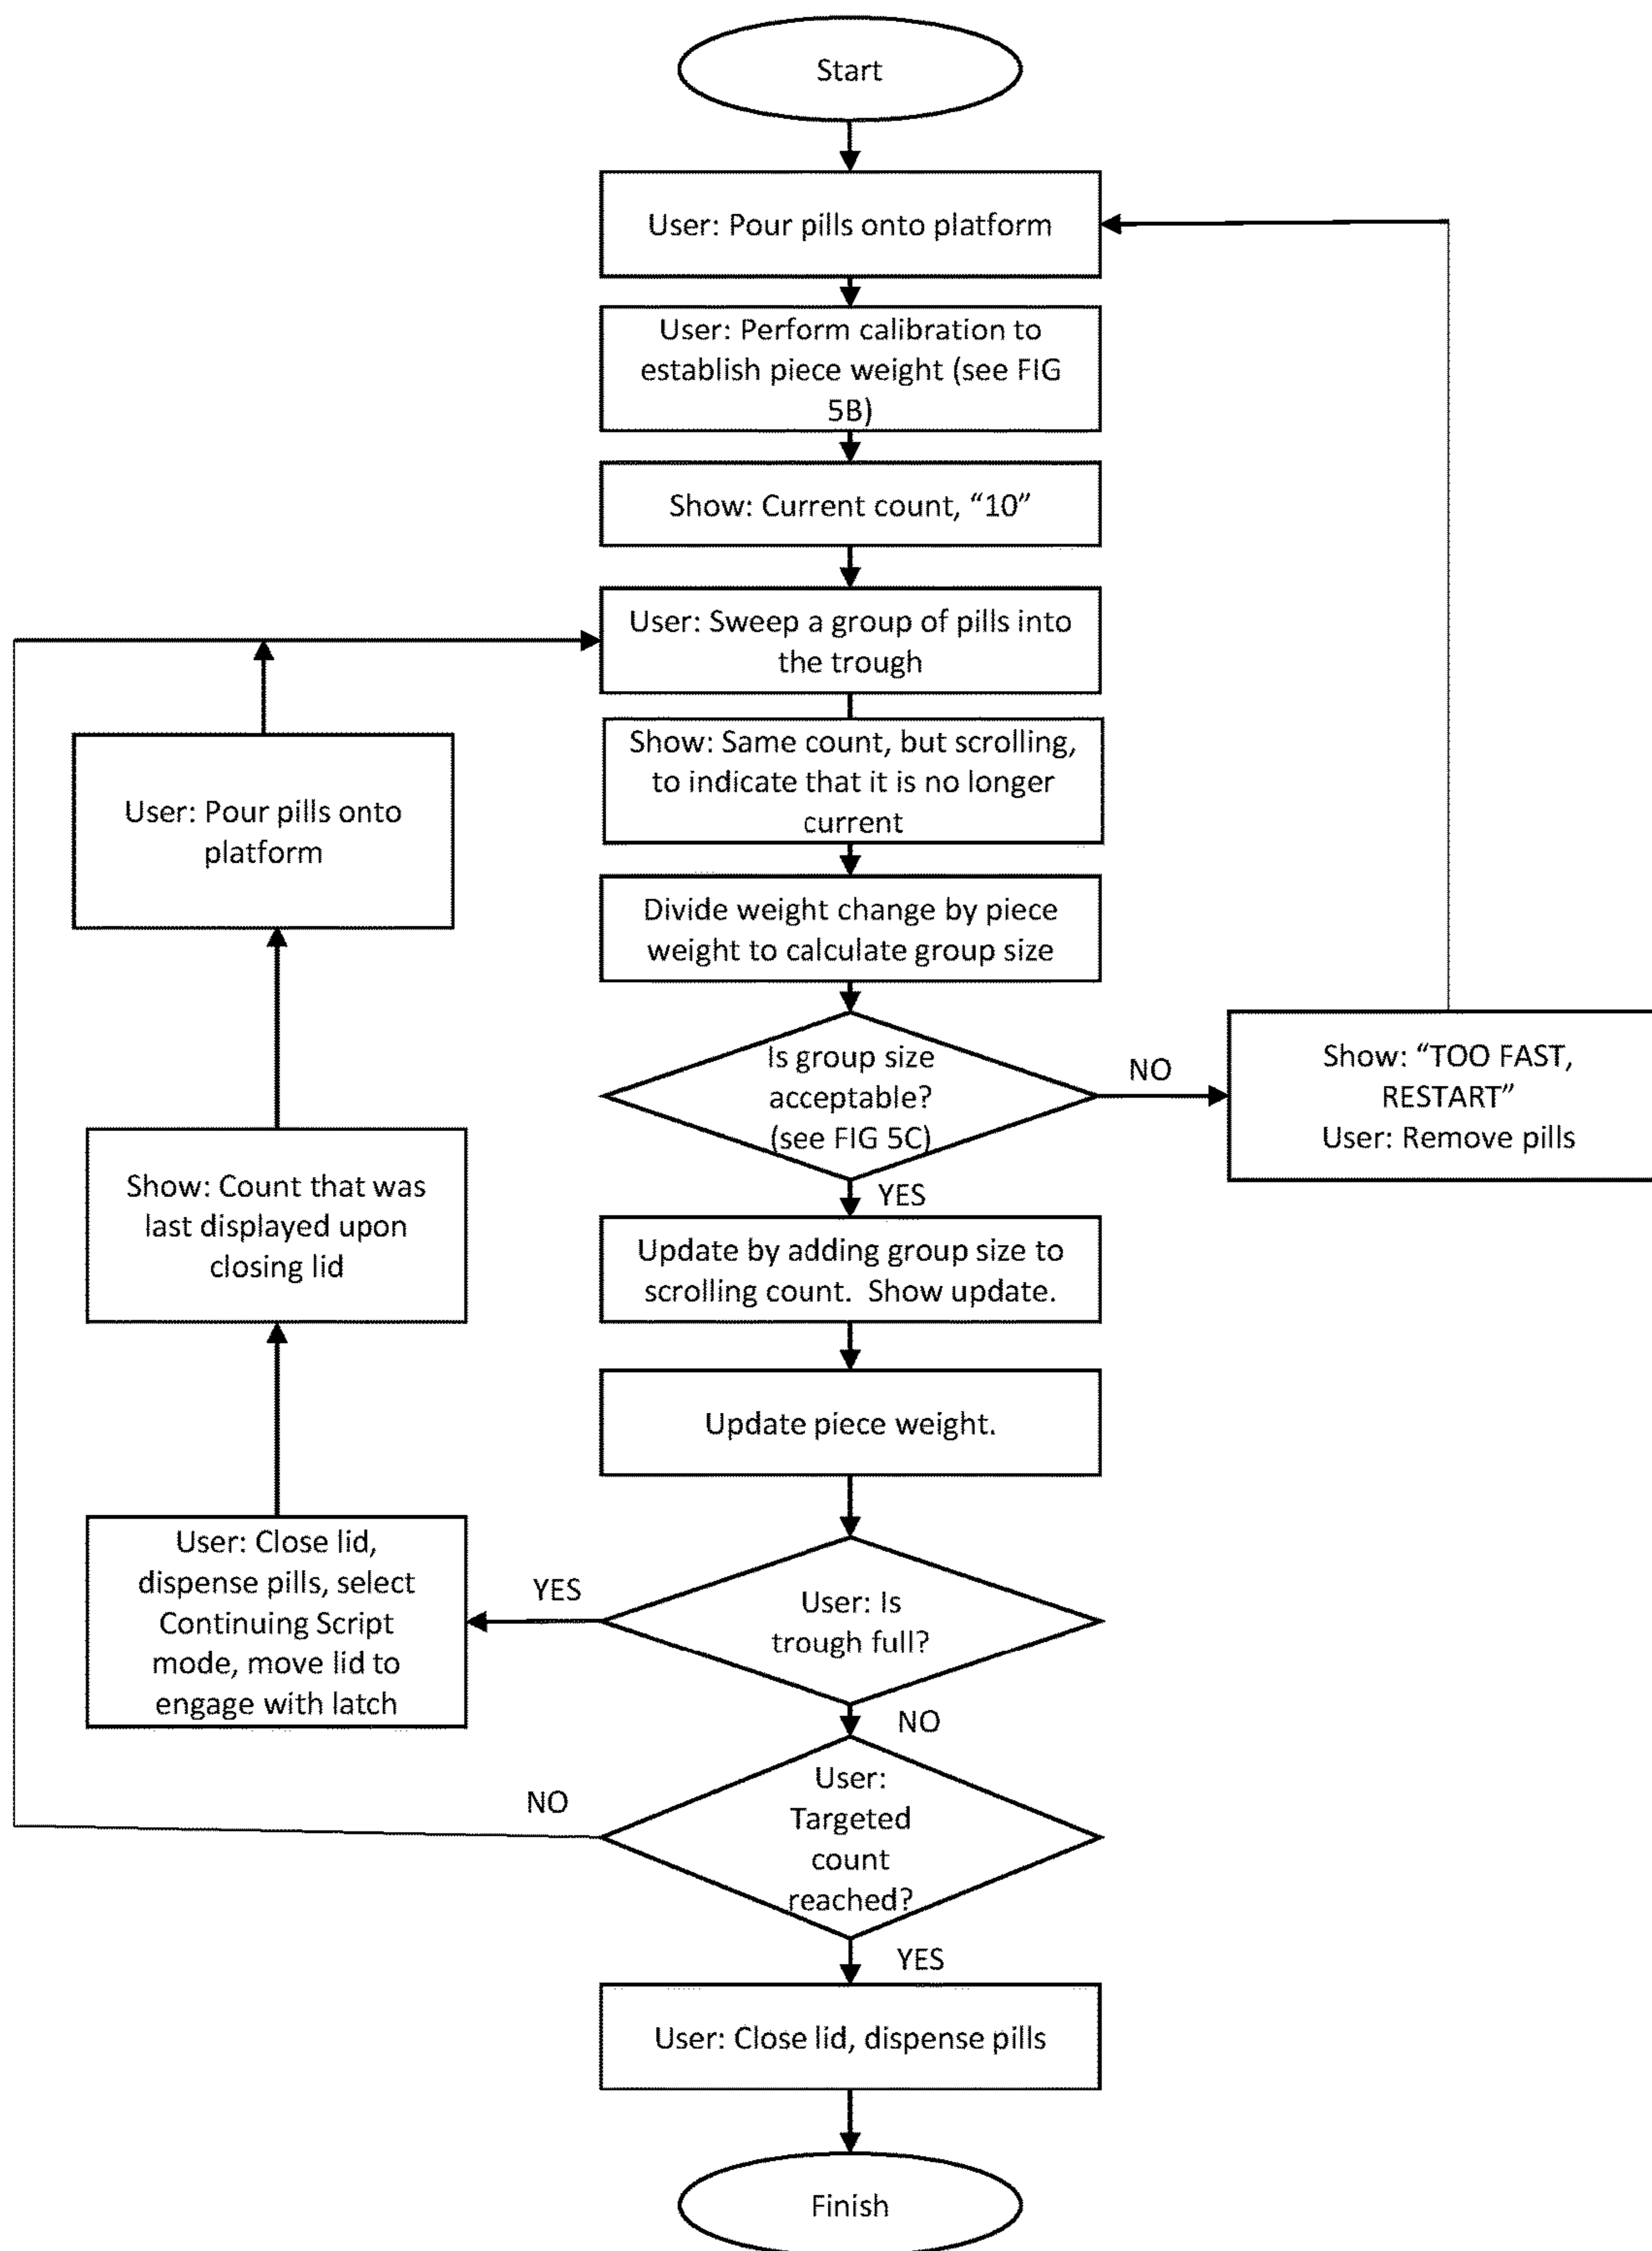 Start
User: Pour pills onto platform
User: Perform calibration to
establish piece weight (see FIG
5B)
Show: Current count, “10”
User: Sweep a group of pills into
the trough
Show: Same count, but scrolling,
to indicate that it is no longer
current
User: Pour pills onto
platform
Divide weight change by piece
weight to calculate group size
Is group size
acceptable?
(see FIG 5C)
NO
Show: “TOO FAST,
RESTART”
User: Remove pills
YES
Show: Count that was
last displayed upon
closing lid
Update by adding group size to
scrolling count.  Show update.
Update piece weight.
User: Close lid,
dispense pills, select
Continuing Script
mode, move lid to
engage with latch
YES
User: Is
trough full?
NO
NO
User:
Targeted
count
reached?
YES
User: Close lid, dispense pills
Finish